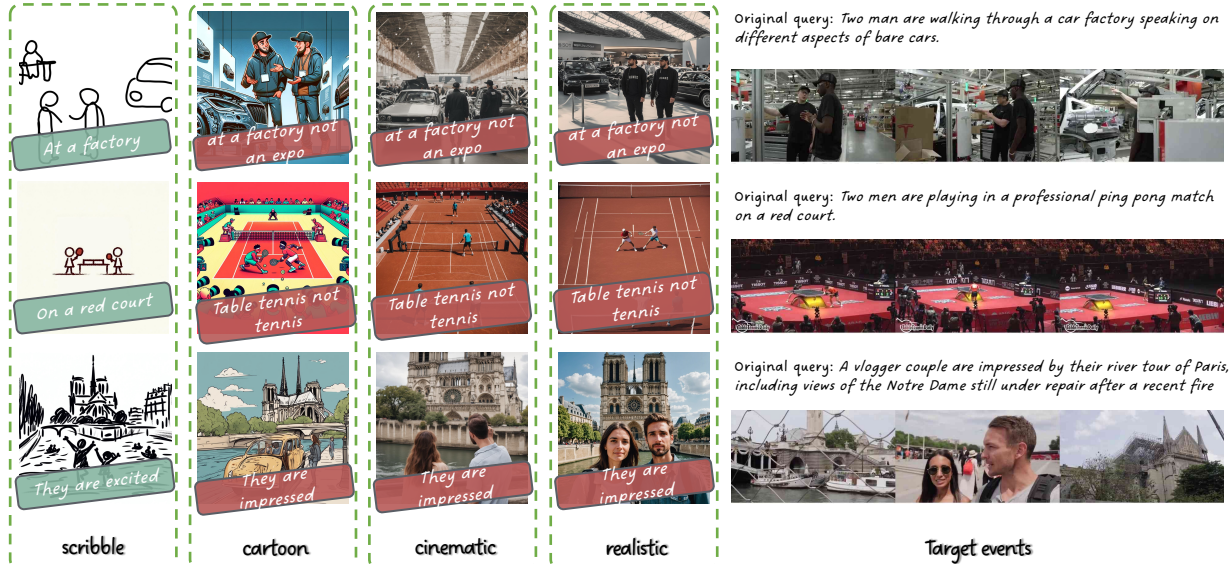 Original query: Two man are walking through a car factory speaking on
different aspects of bare cars.
At a factory
at a factory not
an expo
at a factory not
an expo
at a factory not
an expo
Original query: Two men are playing in a professional ping pong match
on a red court.
On a red court
Table tennis not
tennis
Table tennis not
tennis
Table tennis not
tennis
Original query: A vlogger couple are impressed by their river tour of Paris,
including views of the Notre Dame still under repair after a recent fire
They are excited
They are
impressed
They are
impressed
They are
impressed
scribble
cartoon
cinematic
realistic
Target events